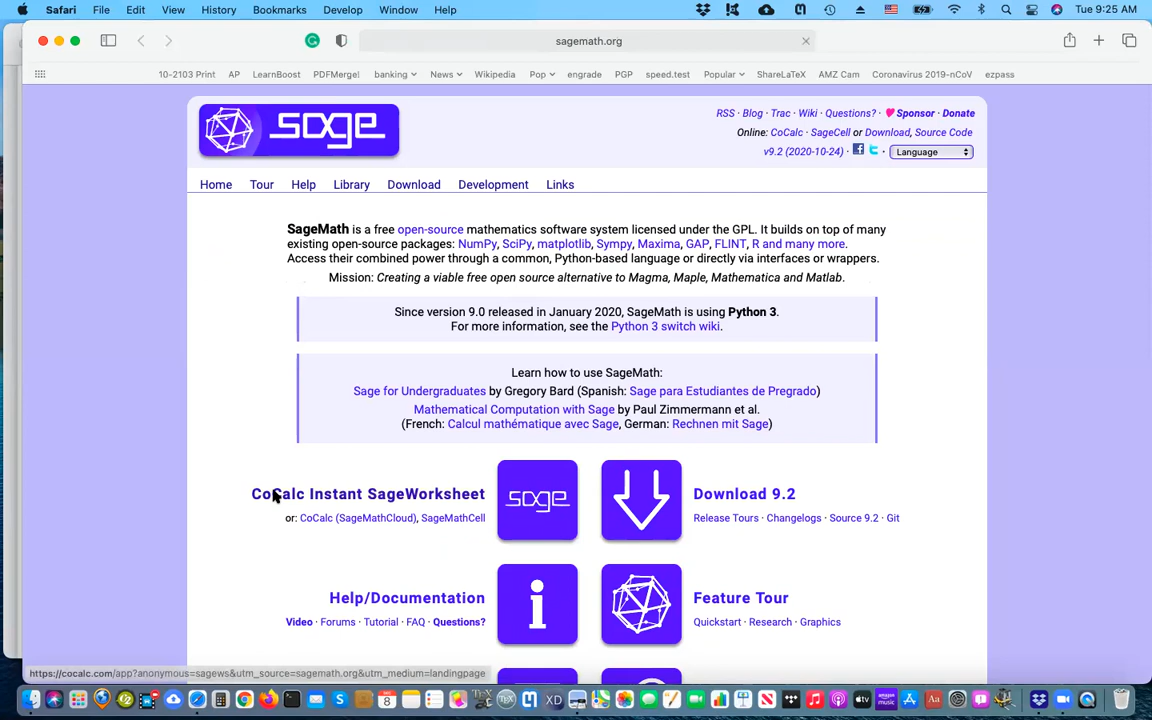 Safari File Edit View History Bookmarks Develop Window Help Tue 9:25 AM
sagemath.org
10-2103 Print AP LearnBoost PDFMerge! banking News Wikipedia Pop engrade PGP speed.test Popular ShareLaTeX AMZ Cam Coronavirus 2019-nCoV ezpass
sage
RSS · Blog · Trac · Wiki · Questions? · Sponsor · Donate
Online: CoCalc · SageCell or Download, Source Code
v9.2 (2020-10-24) · · Language
Home Tour Help Library Download Development Links
SageMath is a free open-source mathematics software system licensed under the GPL. It builds on top of many
existing open-source packages: NumPy, SciPy, matplotlib, Sympy, Maxima, GAP, FLINT, R and many more.
Access their combined power through a common, Python-based language or directly via interfaces or wrappers.
Mission: Creating a viable free open source alternative to Magma, Maple, Mathematica and Matlab.
Since version 9.0 released in January 2020, SageMath is using Python 3.
For more information, see the Python 3 switch wiki.
Learn how to use SageMath:
Sage for Undergraduates by Gregory Bard (Spanish: Sage para Estudiantes de Pregrado)
Mathematical Computation with Sage by Paul Zimmermann et al.
(French: Calcul mathématique avec Sage, German: Rechnen mit Sage)
CoCalc Instant SageWorksheet
or: CoCalc (SageMathCloud), SageMathCell
sage
Download 9.2
Release Tours · Changelogs · Source 9.2 · Git
Help/Documentation
Video · Forums · Tutorial · FAQ · Questions?
i
Feature Tour
Quickstart · Research · Graphics
https://cocalc.com/app?anonymous=sagews&utm_source=sagemath.org&utm_medium=landingpage